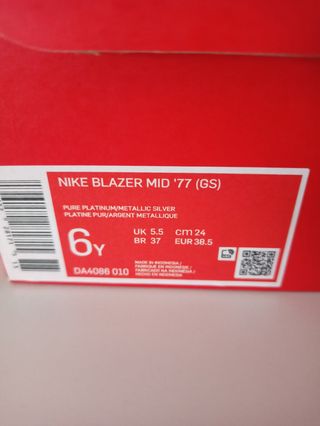 NIKE BLAZER MID '77 (GS)
PURE PLATINUM/METALLIC SILVER
PLATINE PUR/ARGENT METALLIQUE
6Y
UK 5.5 cm 24
BR 37 EUR 38.5
DA4086 010
MADE IN INDONESIA /
FABRIQUE EN INDONESIE /
FABRICADO NA INDONESIA /